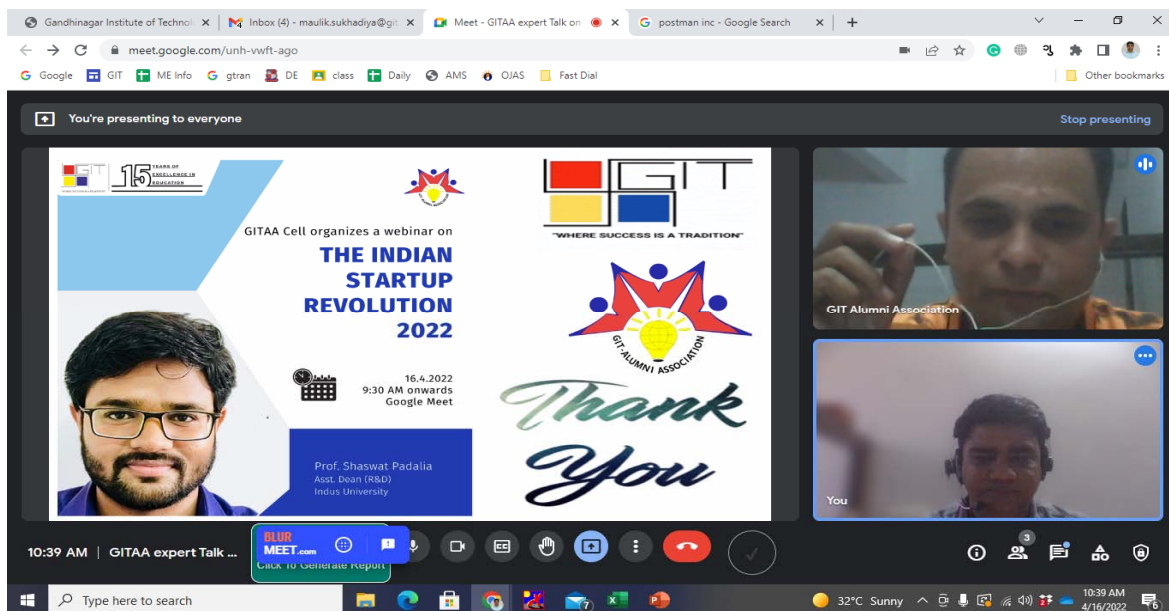 Gandhinagar Institute of Technol
Inbox (4) - maulik.sukhadiya@git
Meet - GITAA expert Talk on
postman inc - Google Search
meet.google.com/unh-vwft-ago
Google
GIT
ME Info
gtran
DE
class
Daily
AMS
OJAS
Fast Dial
Other bookmarks
You're presenting to everyone
Stop presenting
GIT
15 YEARS OF EXCELLENCE IN EDUCATION
GITAA Cell organizes a webinar on
THE INDIAN
STARTUP
REVOLUTION
2022
16.4.2022
9:30 AM onwards
Google Meet
Prof. Shaswat Padalia
Asst. Dean (R&D)
Indus University
GIT
"WHERE SUCCESS IS A TRADITION"
GIT-ALUMNI ASSOCIATION
Thank
You
GIT Alumni Association
You
10:39 AM | GITAA expert Talk ...
BLUR
MEET.com
Click To Generate Report
CC
3
Type here to search
7
32°C Sunny
10:39 AM
4/16/2022